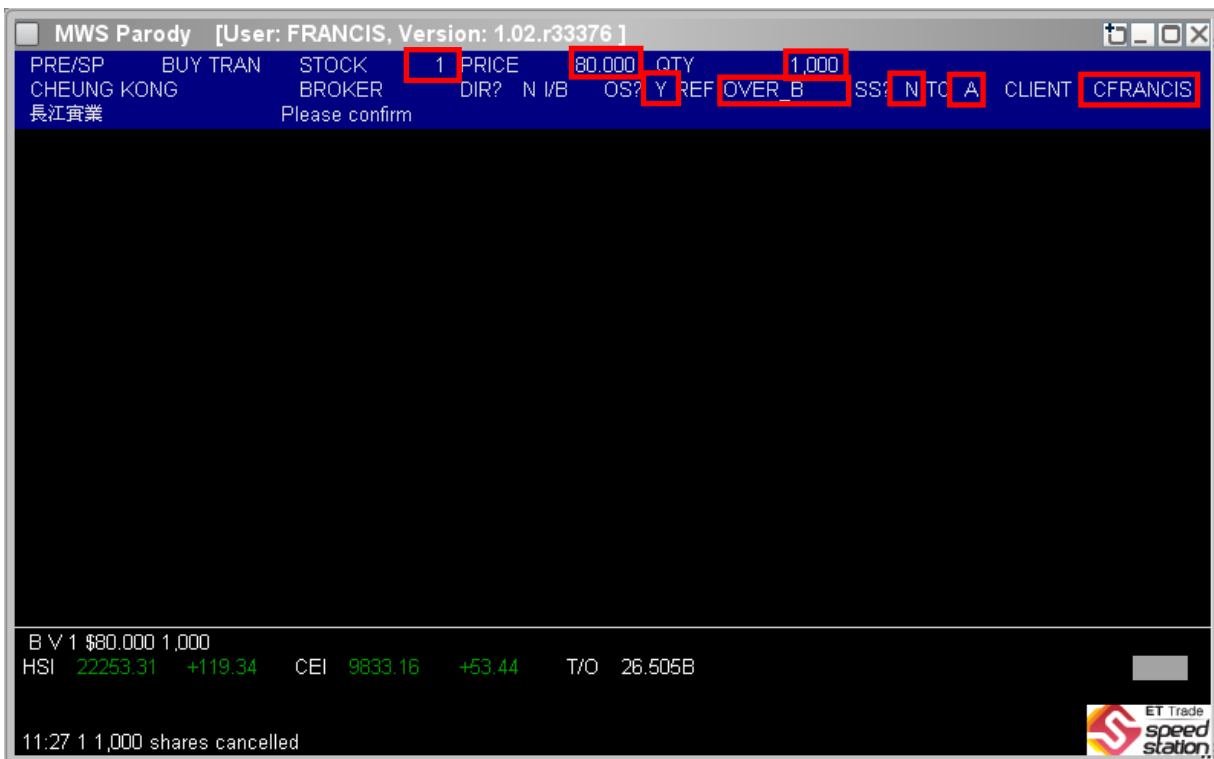 MWS Parody [User: FRANCIS, Version: 1.02.r33376 ]
PRE/SP BUY TRAN STOCK 1 PRICE 80.000 QTY 1,000
CHEUNG KONG BROKER DIR? N I/B OS? Y REF OVER_B SS? N TO A CLIENT CFRANCIS
長江實業 Please confirm
B V 1 $80.000 1,000
HSI 22253.31 +119.34 CEI 9833.16 +53.44 T/O 26.505B
11:27 1 1,000 shares cancelled
ET Trade
speed
station